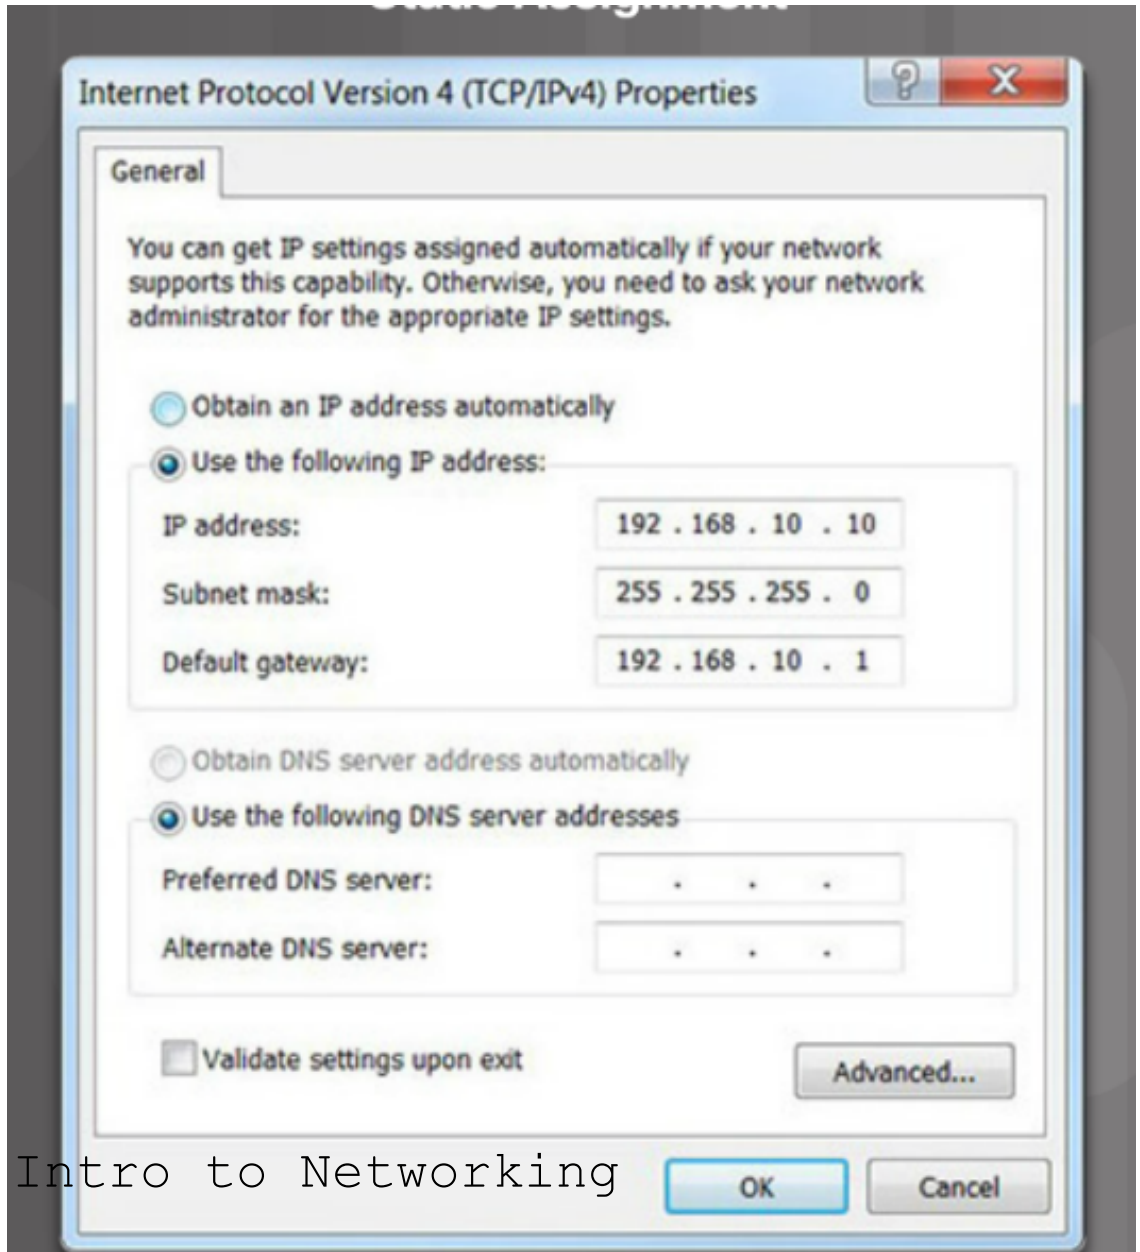 Static Assignment
Internet Protocol Version 4 (TCP/IPv4) Properties
General
You can get IP settings assigned automatically if your network
supports this capability. Otherwise, you need to ask your network
administrator for the appropriate IP settings.
Obtain an IP address automatically
Use the following IP address:
IP address: 192 . 168 . 10 . 10
Subnet mask: 255 . 255 . 255 . 0
Default gateway: 192 . 168 . 10 . 1
Obtain DNS server address automatically
Use the following DNS server addresses
Preferred DNS server: . . .
Alternate DNS server: . . .
Validate settings upon exit
Advanced...
Intro to Networking
OK Cancel